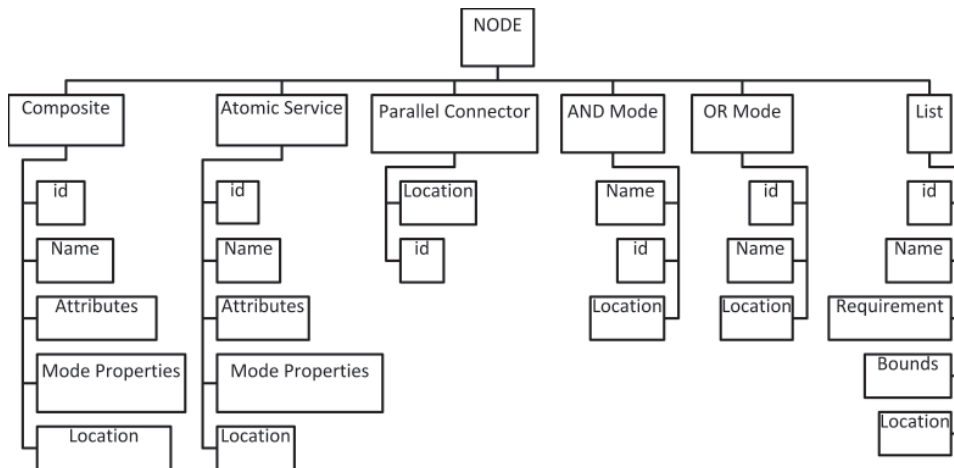 NODE
Composite
Atomic Service
Parallel Connector
AND Mode
OR Mode
List
id
id
Location
Name
id
id
Name
Name
id
id
Name
Name
Attributes
Attributes
Location
Location
Requirement
Mode Properties
Mode Properties
Bounds
Location
Location
Location